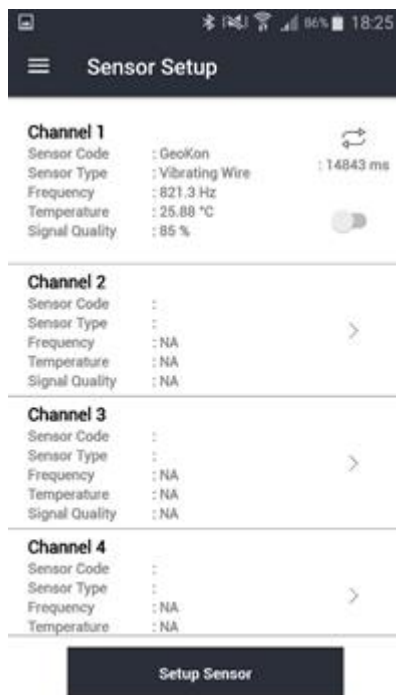 86% 18:25
Sensor Setup
Channel 1
Sensor Code : GeoKon
Sensor Type : Vibrating Wire
Frequency : 821.3 Hz
Temperature : 25.88 °C
Signal Quality : 85 %
: 14843 ms
Channel 2
Sensor Code :
Sensor Type :
Frequency : NA
Temperature : NA
Signal Quality : NA
Channel 3
Sensor Code :
Sensor Type :
Frequency : NA
Temperature : NA
Signal Quality : NA
Channel 4
Sensor Code :
Sensor Type :
Frequency : NA
Temperature : NA
Setup Sensor